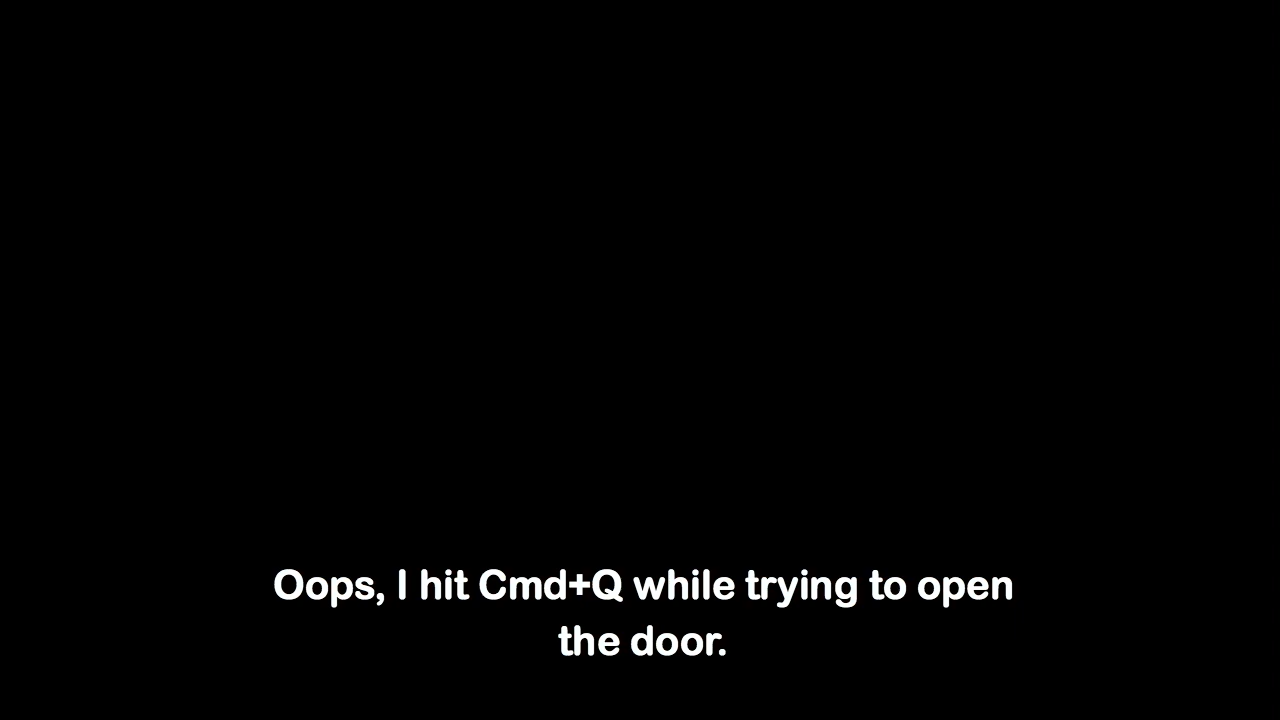 Oops, I hit Cmd+Q while trying to open
the door.